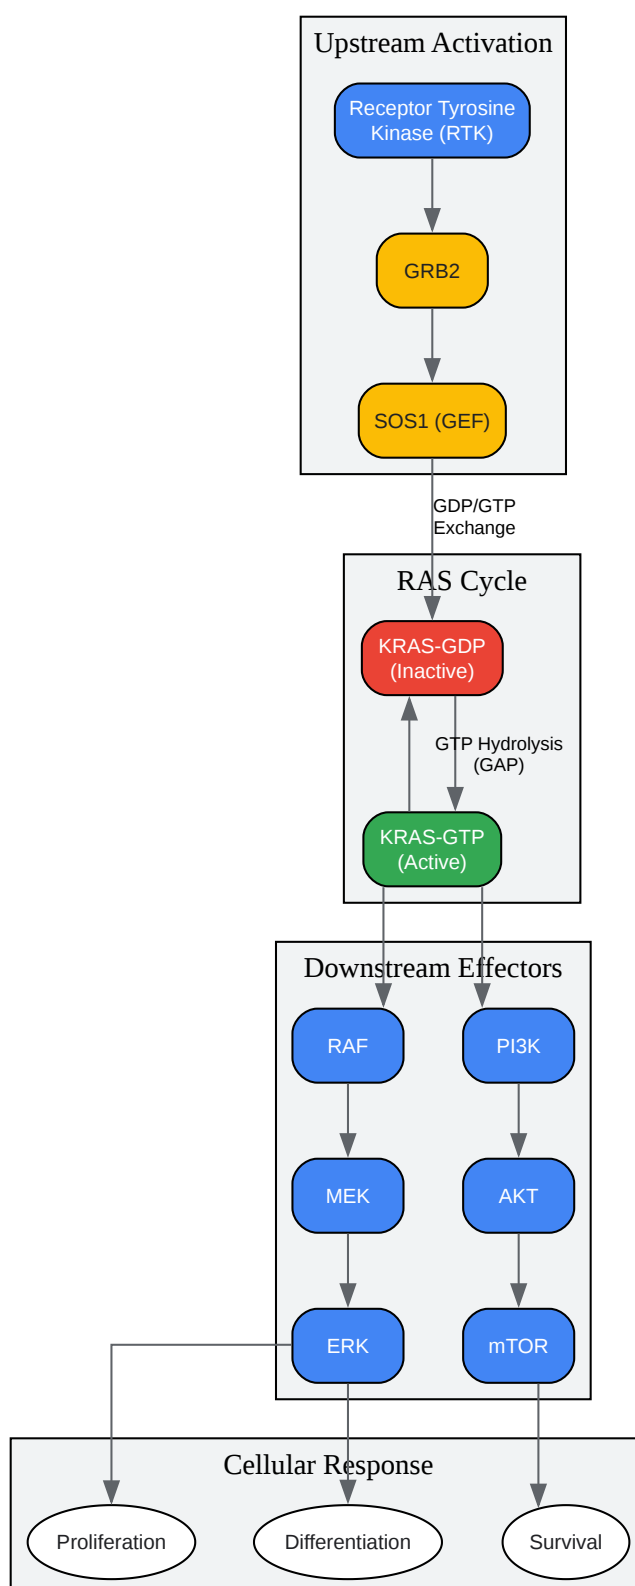 Upstream Activation
Receptor Tyrosine
Kinase (RTK)
GRB2
SOS1 (GEF)
GDP/GTP
Exchange
RAS Cycle
KRAS-GDP
(Inactive)
GTP Hydrolysis
(GAP)
KRAS-GTP
(Active)
Downstream Effectors
RAF
PI3K
MEK
AKT
ERK
mTOR
Cellular Response
Proliferation
Differentiation
Survival